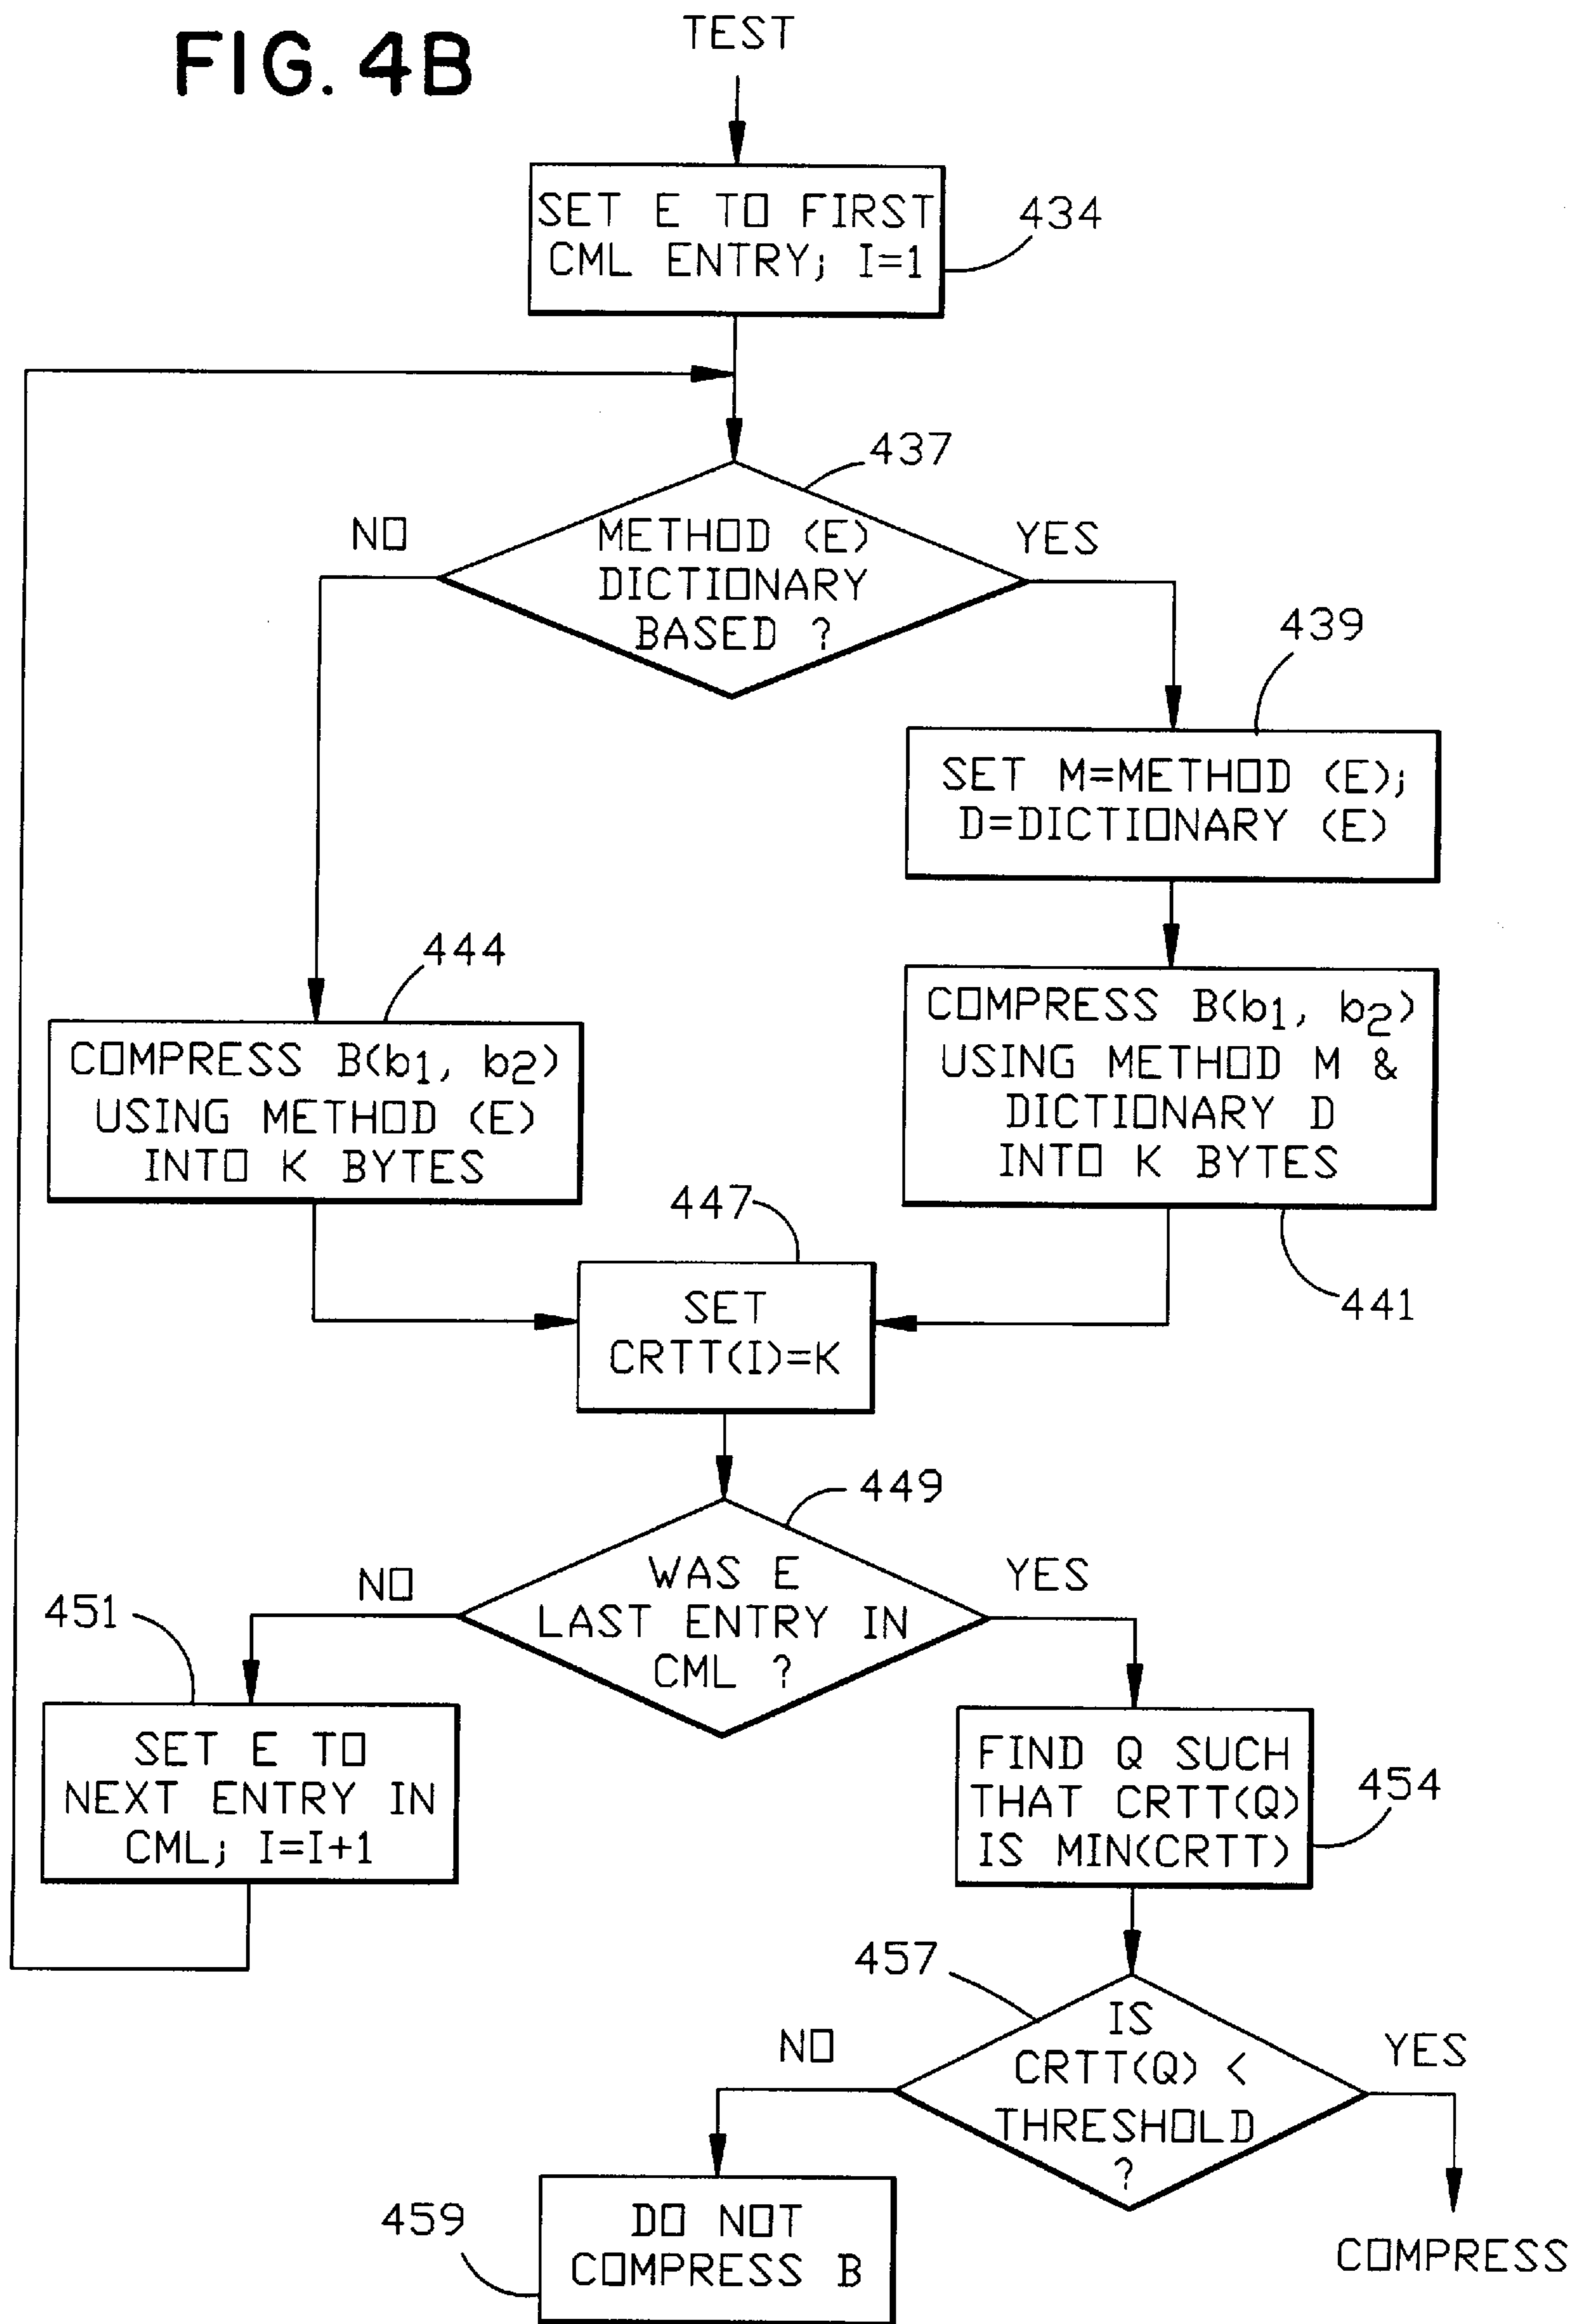 FIG. 4B
TEST
SET E TO FIRST
CML ENTRY; I=1
434
437
NO
METHOD (E)
DICTIONARY
BASED ?
YES
439
SET M=METHOD (E);
D=DICTIONARY (E)
444
COMPRESS B(b1, b2)
USING METHOD (E)
INTO K BYTES
COMPRESS B(b1, b2)
USING METHOD M &
DICTIONARY D
INTO K BYTES
441
447
SET
CRTT(I)=K
449
NO
WAS E
LAST ENTRY IN
CML ?
YES
451
SET E TO
NEXT ENTRY IN
CML; I=I+1
FIND Q SUCH
THAT CRTT(Q)
IS MIN(CRTT)
454
457
NO
IS
CRTT(Q) <
THRESHOLD
?
YES
459
DO NOT
COMPRESS B
COMPRESS